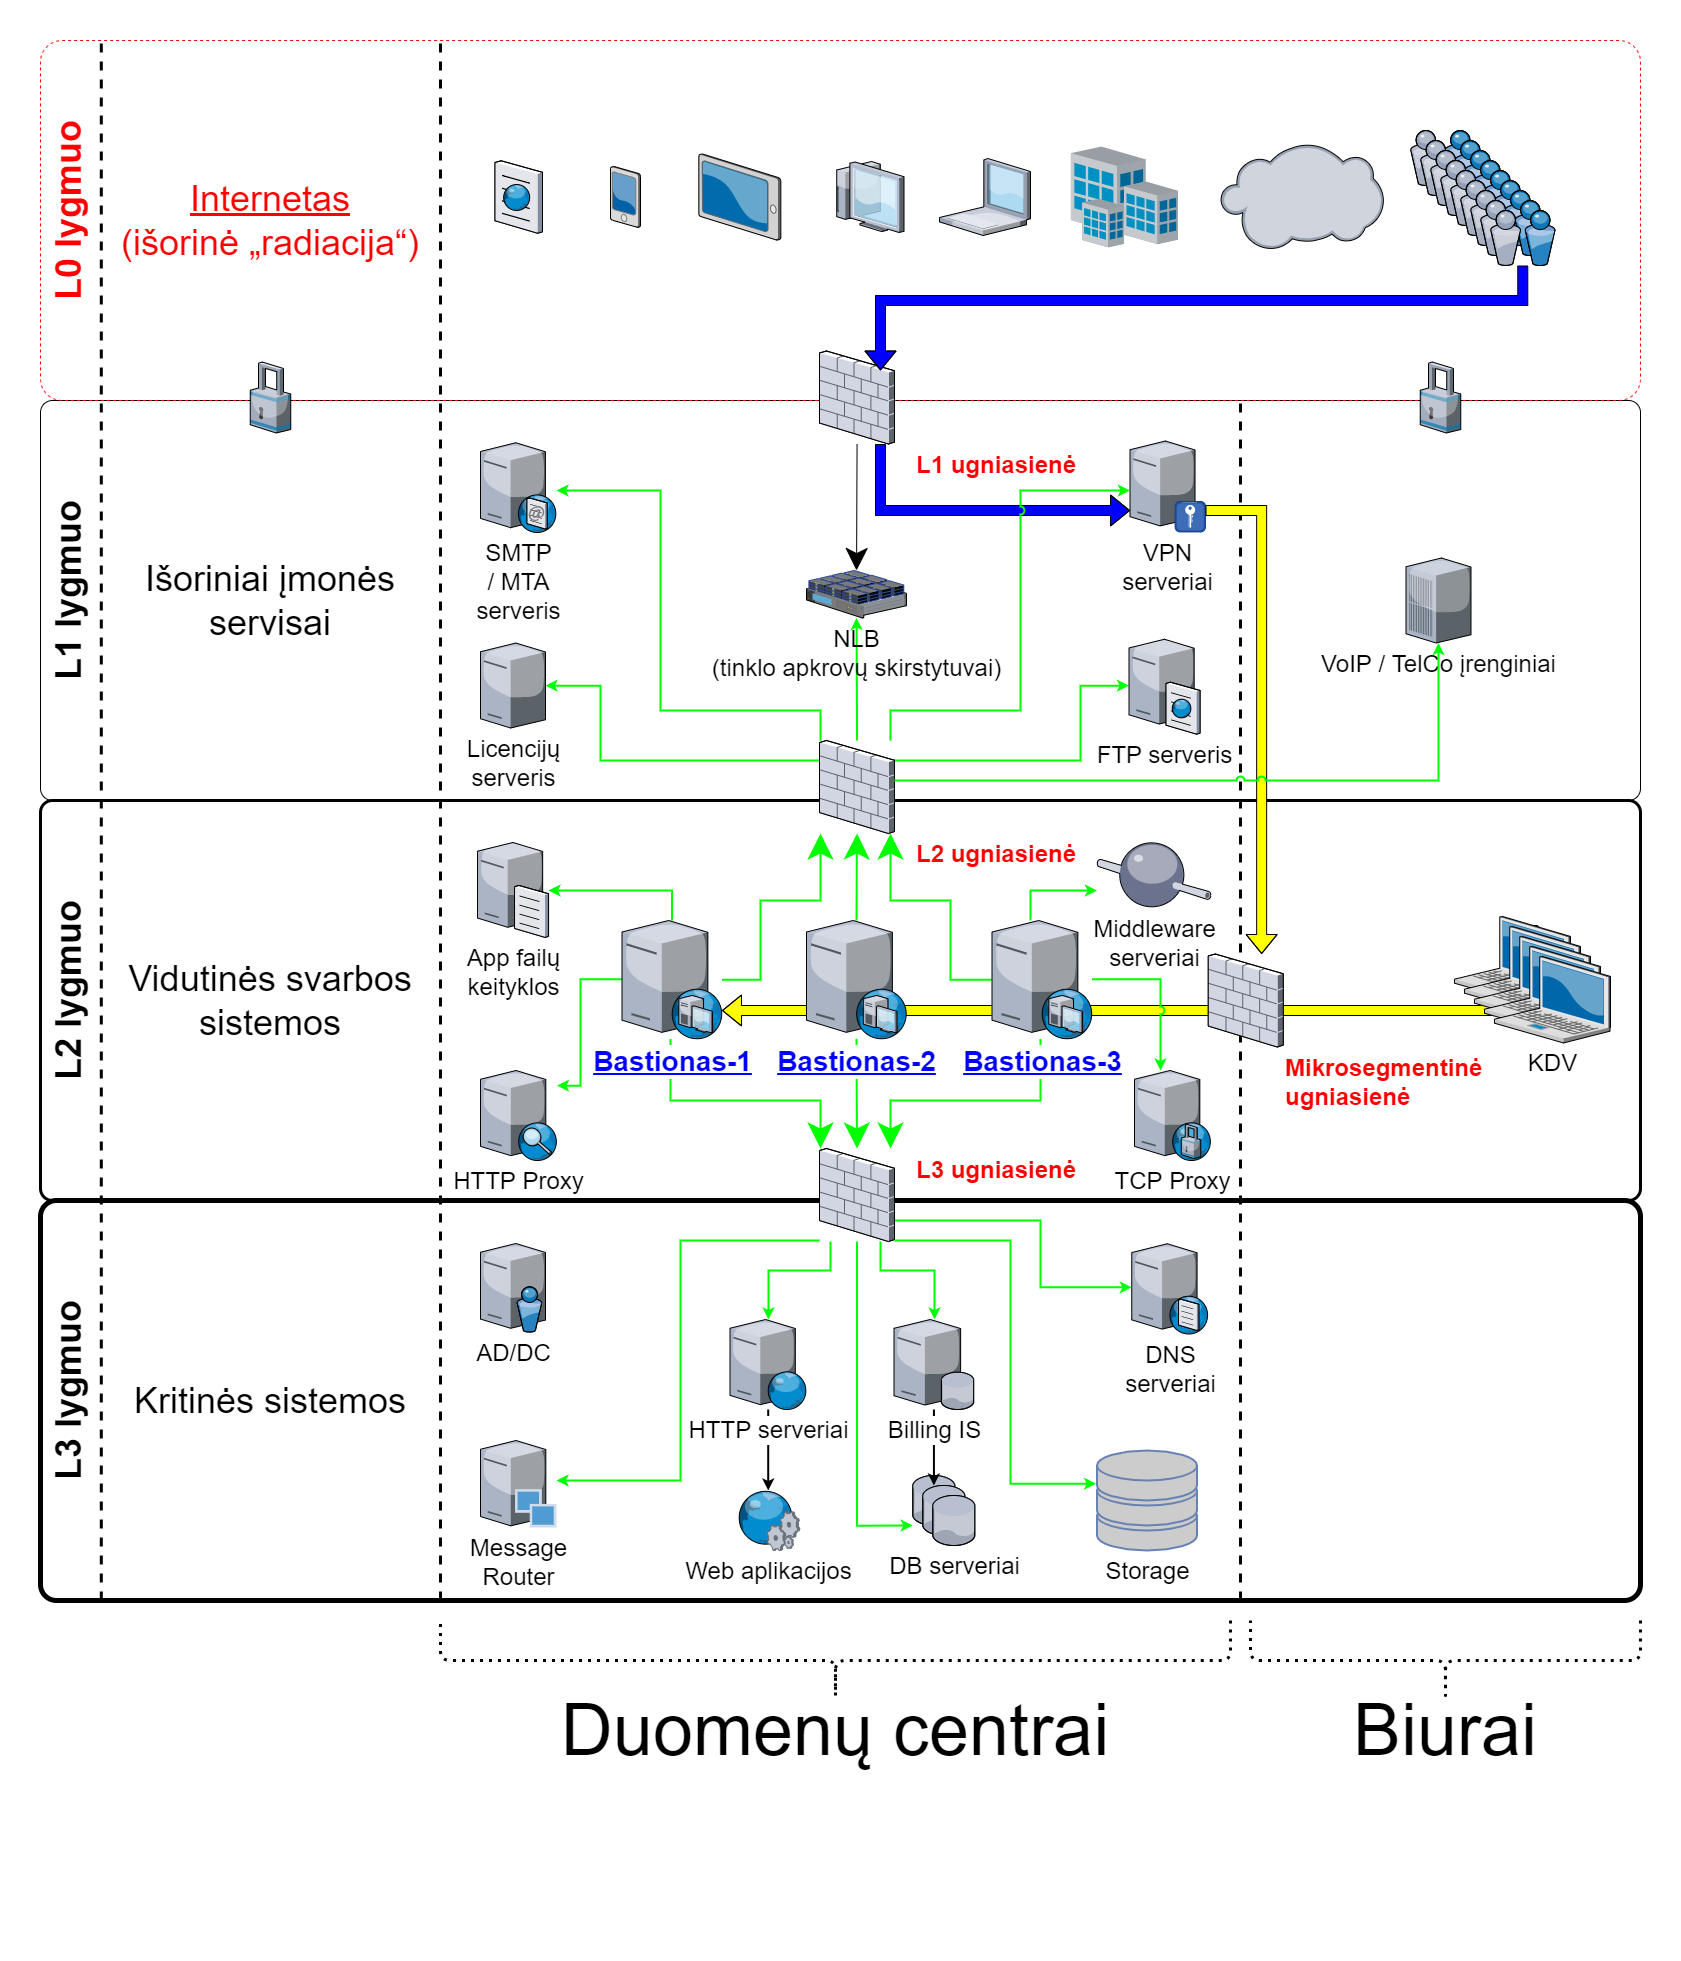 L0 lygmuo
Internetas
(išorinė „radiacija“)
L1 lygmuo
Išoriniai įmonės
servisai
L1 ugniasienė
SMTP
/ MTA
serveris
VPN
serveriai
NLB
(tinklo apkrovų skirstytuvai)
VoIP / TelCo įrenginiai
Licencijų
serveris
FTP serveris
L2 lygmuo
Vidutinės svarbos
sistemos
L2 ugniasienė
App failų
keityklos
Middleware
serveriai
Bastionas-1
Bastionas-2
Bastionas-3
Mikrosegmentinė
ugniasienė
KDV
HTTP Proxy
L3 ugniasienė
TCP Proxy
L3 lygmuo
Kritinės sistemos
AD/DC
DNS
serveriai
HTTP serveriai
Billing IS
Message
Router
Web aplikacijos
DB serveriai
Storage
Duomenų centrai
Biurai